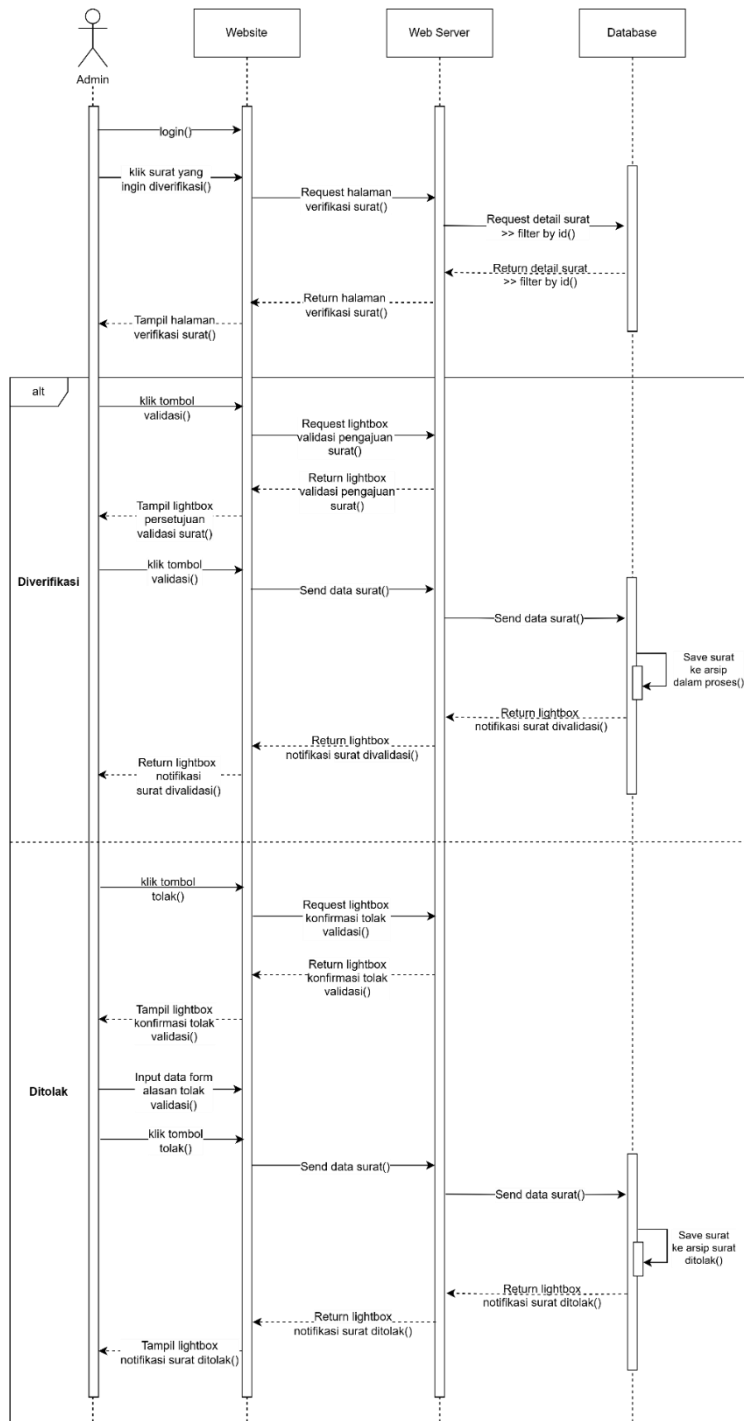 Website
Web Server
Database
Admin
login()
klik surat yang
ingin diverifikasi()
Request halaman
verifikasi surat()
Request detail surat
>> filter by id()
Return detail surat
>> filter by id()
Return halaman
verifikasi surat()
Tampil halaman
verifikasi surat()
alt
klik tombol
validasi()
Request lightbox
validasi pengajuan
surat()
Return lightbox
validasi pengajuan
surat()
Tampil lightbox
persetujuan
validasi surat()
Diverifikasi
klik tombol
validasi()
Send data surat()
Send data surat()
Save surat
ke arsip
dalam proses()
Return lightbox
notifikasi surat divalidasi()
Return lightbox
notifikasi surat divalidasi()
Return lightbox
notifikasi
surat divalidasi()
klik tombol
tolak()
Request lightbox
konfirmasi tolak
validasi()
Return lightbox
konfirmasi tolak
validasi()
Tampil lightbox
konfirmasi tolak
validasi()
Ditolak
Input data form
alasan tolak
validasi()
klik tombol
tolak()
Send data surat()
Send data surat()
Save surat
ke arsip surat
ditolak()
Return lightbox
notifikasi surat ditolak()
Return lightbox
notifikasi surat ditolak()
Tampil lightbox
notifikasi surat ditolak()